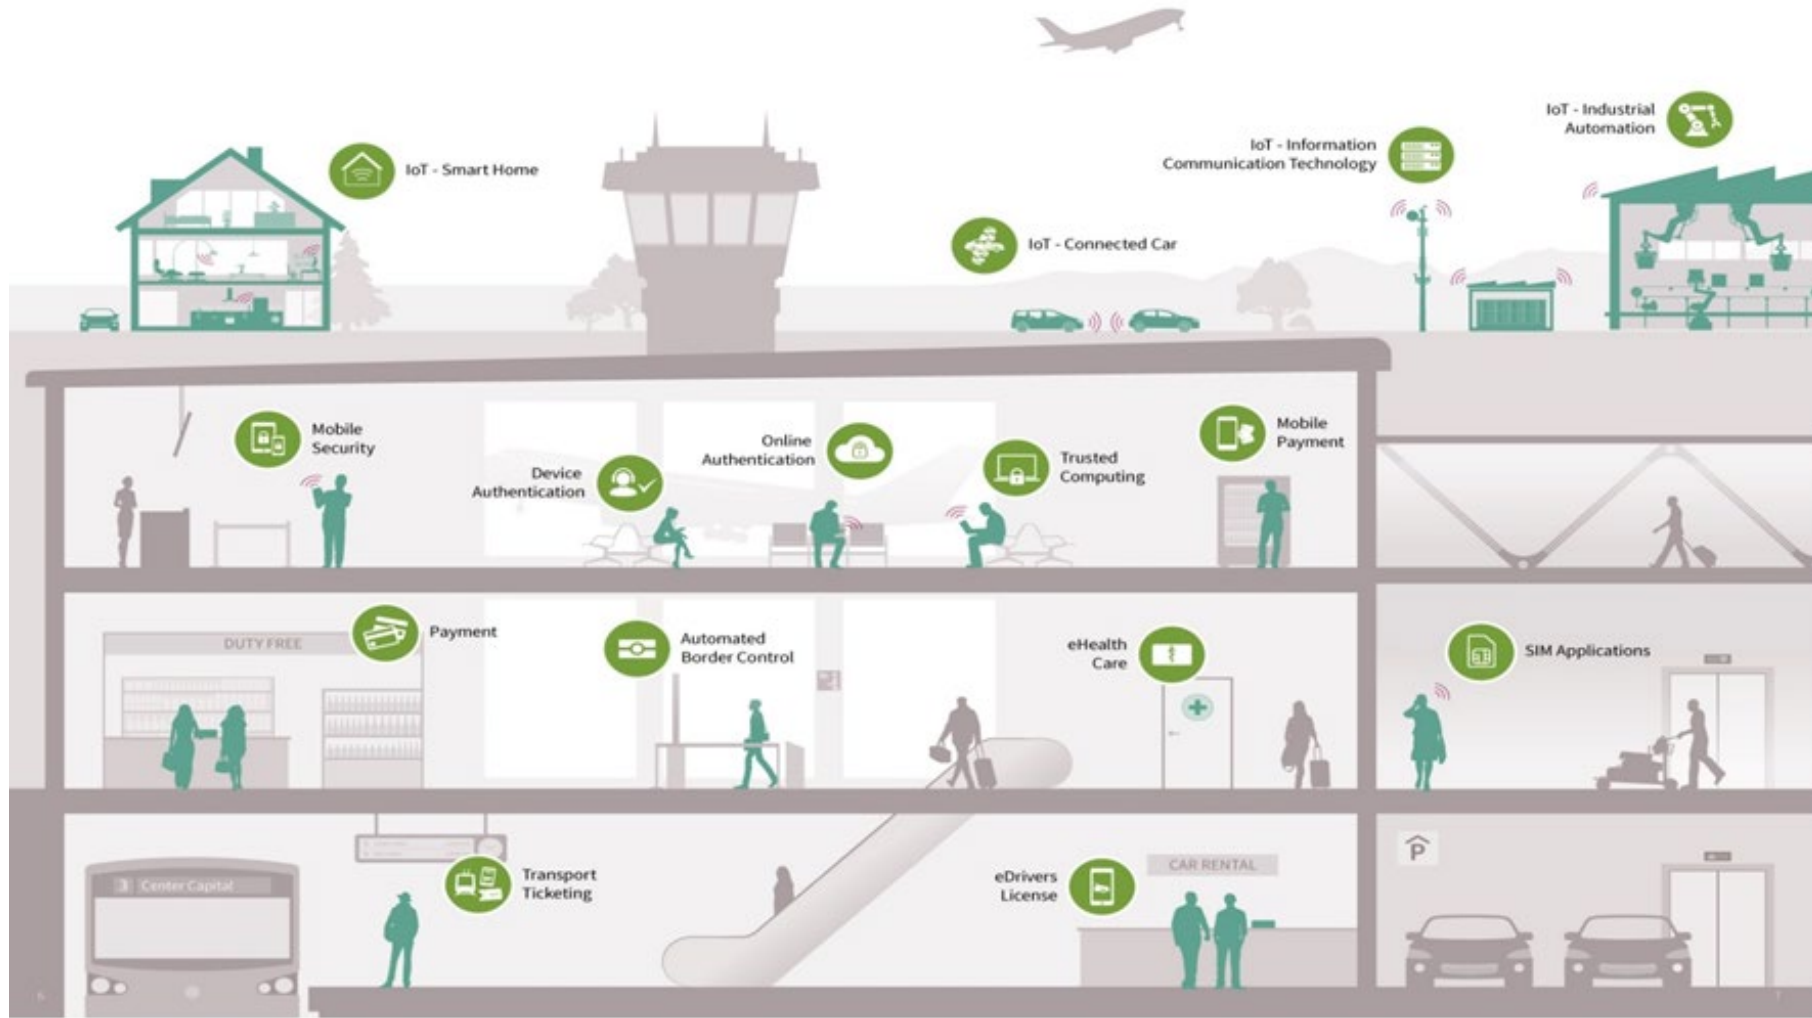 IoT - Industrial
Automation
IoT - Information
Communication Technology
IoT - Smart Home
IoT - Connected Car
Mobile
Security
Device
Authentication
Online
Authentication
Trusted
Computing
Mobile
Payment
DUTY FREE
Payment
Automated
Border Control
eHealth
Care
SIM Applications
3 Center Capital
Transport
Ticketing
eDrivers
License
CAR RENTAL
P
6
7